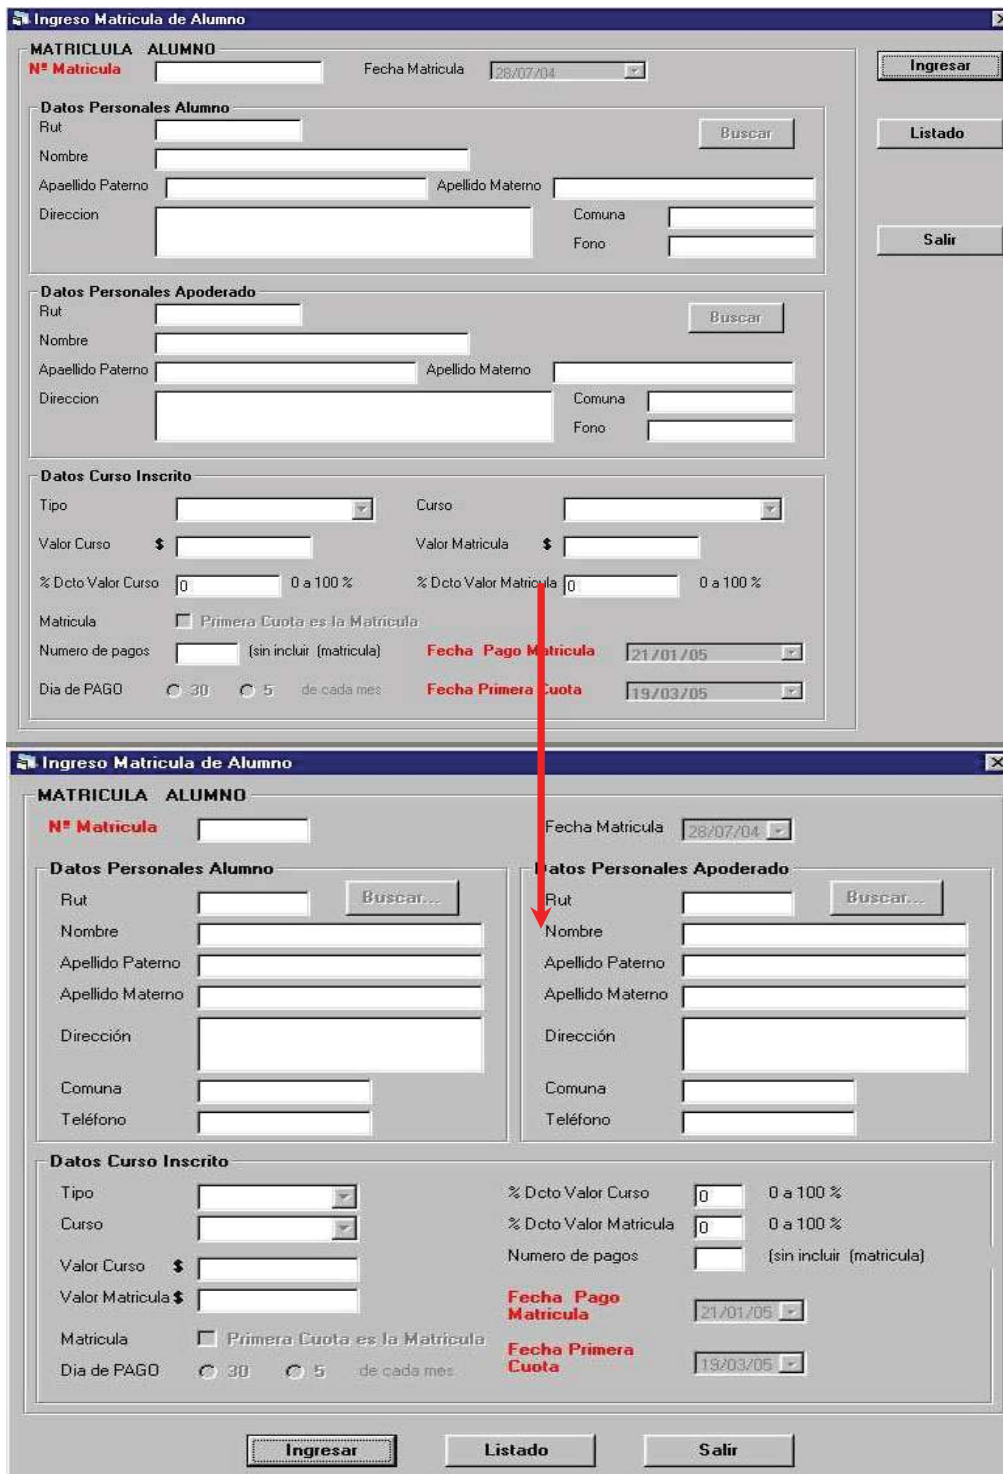 Ingreso Matricula de Alumno
MATRICLULA ALUMNO
Nº Matricula Fecha Matricula 28/07/04
Ingresar
Datos Personales Alumno
Rut Buscar
Listado
Nombre
Apaellido Paterno Apellido Materno
Direccion Comuna
Fono
Salir
Datos Personales Apoderado
Rut Buscar
Nombre
Apaellido Paterno Apellido Materno
Direccion Comuna
Fono
Datos Curso Inscrito
Tipo Curso
Valor Curso $ Valor Matricula $
% Dcto Valor Curso 0 0 a 100 % % Dcto Valor Matricula 0 0 a 100 %
Matricula Primera Cuota es la Matricula
Numero de pagos (sin incluir (matricula) Fecha Pago Matricula 21/01/05
Dia de PAGO 30 5 de cada mes Fecha Primera Cuota 19/03/05
Ingreso Matricula de Alumno
MATRICULA ALUMNO
Nº Matricula Fecha Matricula 28/07/04
Datos Personales Alumno
Rut Buscar...
Nombre
Apellido Paterno
Apellido Materno
Dirección
Comuna
Teléfono
Datos Personales Apoderado
Rut Buscar...
Nombre
Apellido Paterno
Apellido Materno
Dirección
Comuna
Teléfono
Datos Curso Inscrito
Tipo
Curso
Valor Curso $
Valor Matricula $
Matricula Primera Cuota es la Matricula
Dia de PAGO 30 5 de cada mes
% Dcto Valor Curso 0 0 a 100 %
% Dcto Valor Matricula 0 0 a 100 %
Numero de pagos (sin incluir (matricula)
Fecha Pago
Matricula 21/01/05
Fecha Primera
Cuota 19/03/05
Ingresar Listado Salir